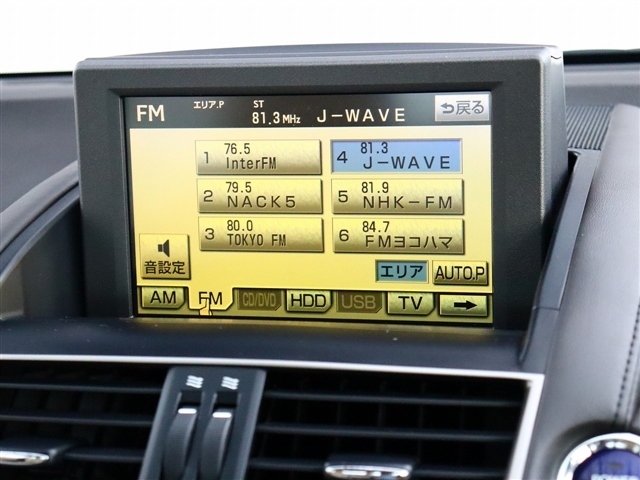 FM エリア.P ST 81.3MHz J-WAVE 戻る
1 76.5 InterFM
4 81.3 J-WAVE
2 79.5 NACK5
5 81.9 NHK-FM
3 80.0 TOKYO FM
6 84.7 FMヨコハマ
音設定
エリア AUTO.P
AM FM CD/DVD HDD USB TV